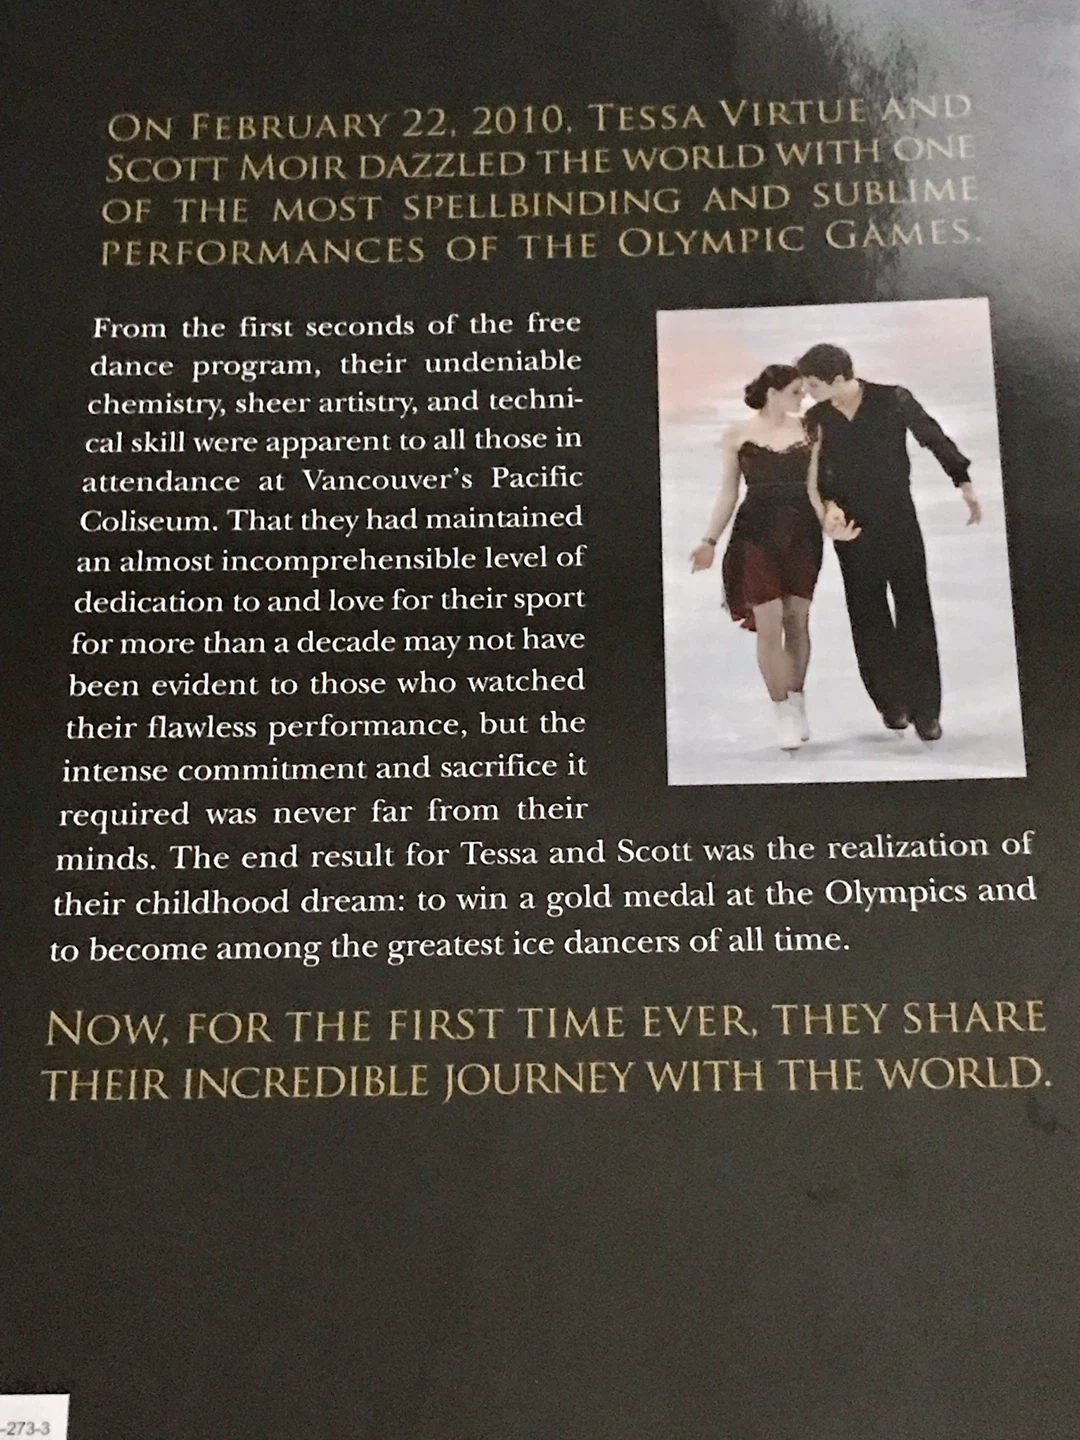 ON FEBRUARY 22, 2010, TESSA VIRTUE AND
SCOTT MOIR DAZZLED THE WORLD WITH ONE
OF THE MOST SPELLBINDING AND SUBLIME
PERFORMANCES OF THE OLYMPIC GAMES.
From the first seconds of the free
dance program, their undeniable
chemistry, sheer artistry, and techni-
cal skill were apparent to all those in
attendance at Vancouver's Pacific
Coliseum. That they had maintained
an almost incomprehensible level of
dedication to and love for their sport
for more than a decade may not have
been evident to those who watched
their flawless performance, but the
intense commitment and sacrifice it
required was never far from their
minds. The end result for Tessa and Scott was the realization of
their childhood dream: to win a gold medal at the Olympics and
to become among the greatest ice dancers of all time.
NOW, FOR THE FIRST TIME EVER, THEY SHARE
THEIR INCREDIBLE JOURNEY WITH THE WORLD.
-273-3